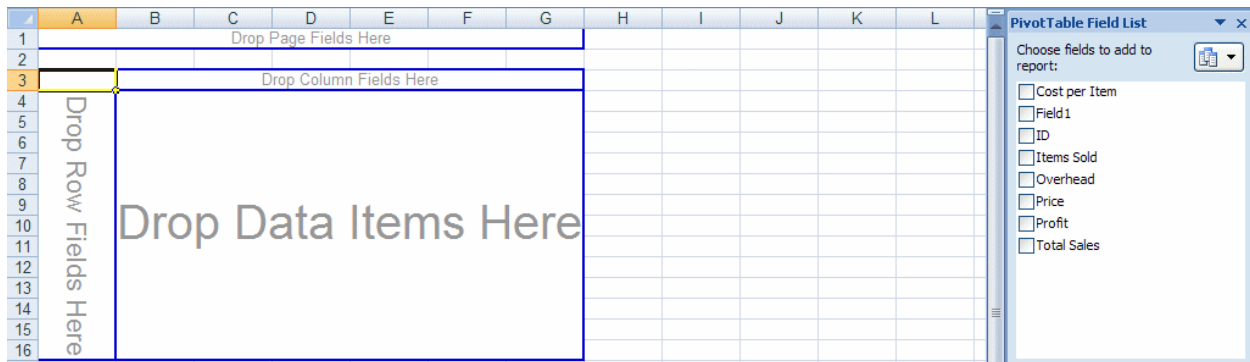 A B C D E F G H I J K L
1 Drop Page Fields Here
2
3 Drop Column Fields Here
4
5
6
7
8
9
10
11
12
13
14
15
16
Drop Row Fields Here
Drop Data Items Here
PivotTable Field List
Choose fields to add to
report:
Cost per Item
Field1
ID
Items Sold
Overhead
Price
Profit
Total Sales